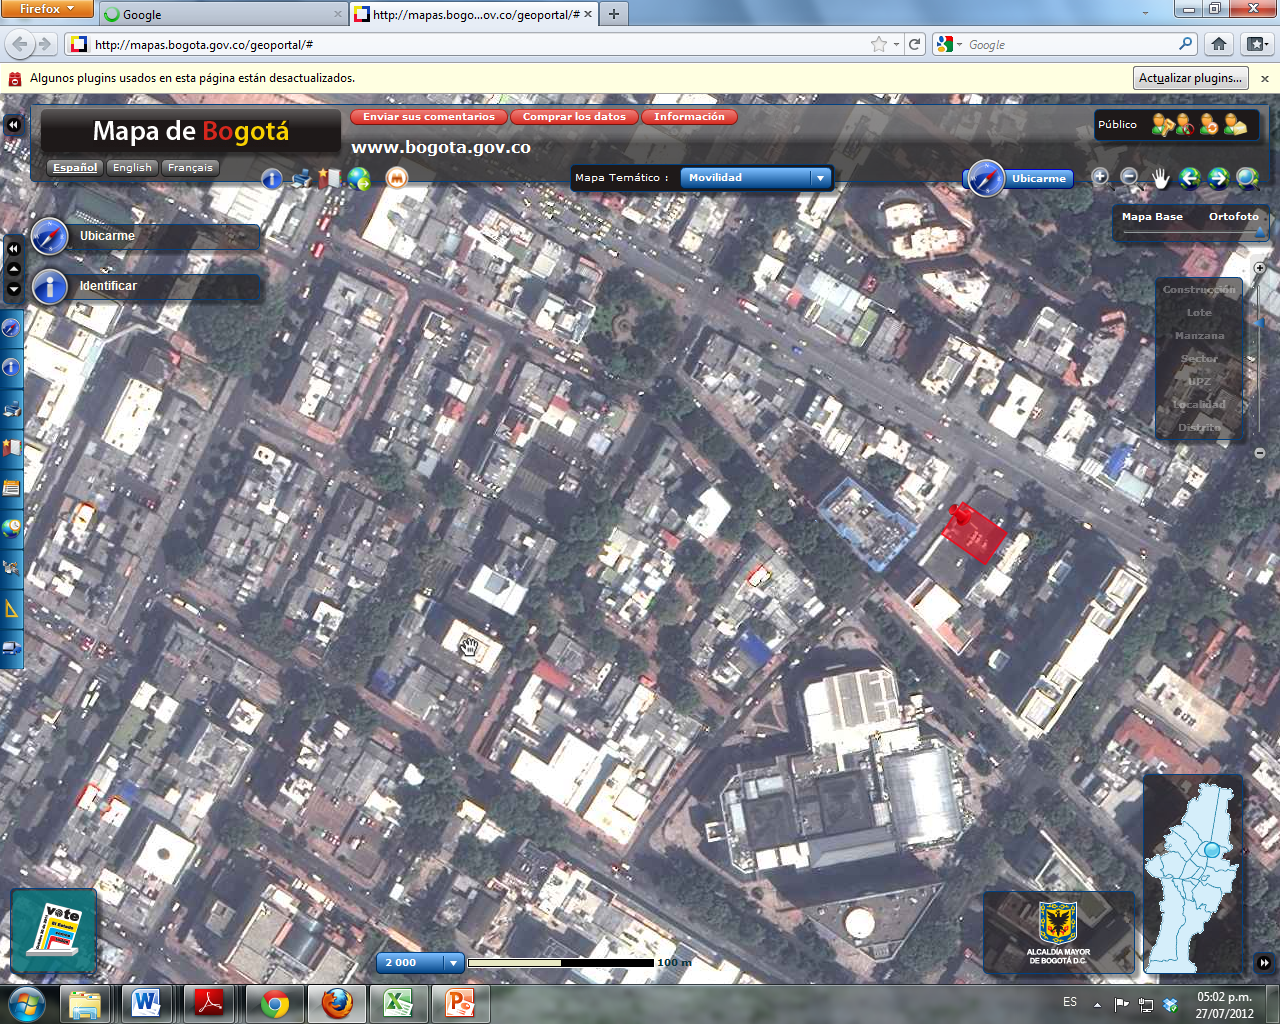 Firefox
Google
http://mapas.bogo...ov.co/geoportal/#
http://mapas.bogota.gov.co/geoportal/#
Google
Algunos plugins usados en esta página están desactualizados.
Actualizar plugins...
Mapa de Bogotá
Enviar sus comentarios
Comprar los datos
Información
www.bogota.gov.co
Público
Español
English
Français
Mapa Temático :
Movilidad
Ubicarme
Mapa Base
Ortofoto
Ubicarme
Identificar
Construcción
Lote
Manzana
Sector
UPZ
Localidad
Distrito
vote
2 000
100 m
ALCALDÍA MAYOR
DE BOGOTÁ D.C.
ES
05:02 p.m.
27/07/2012